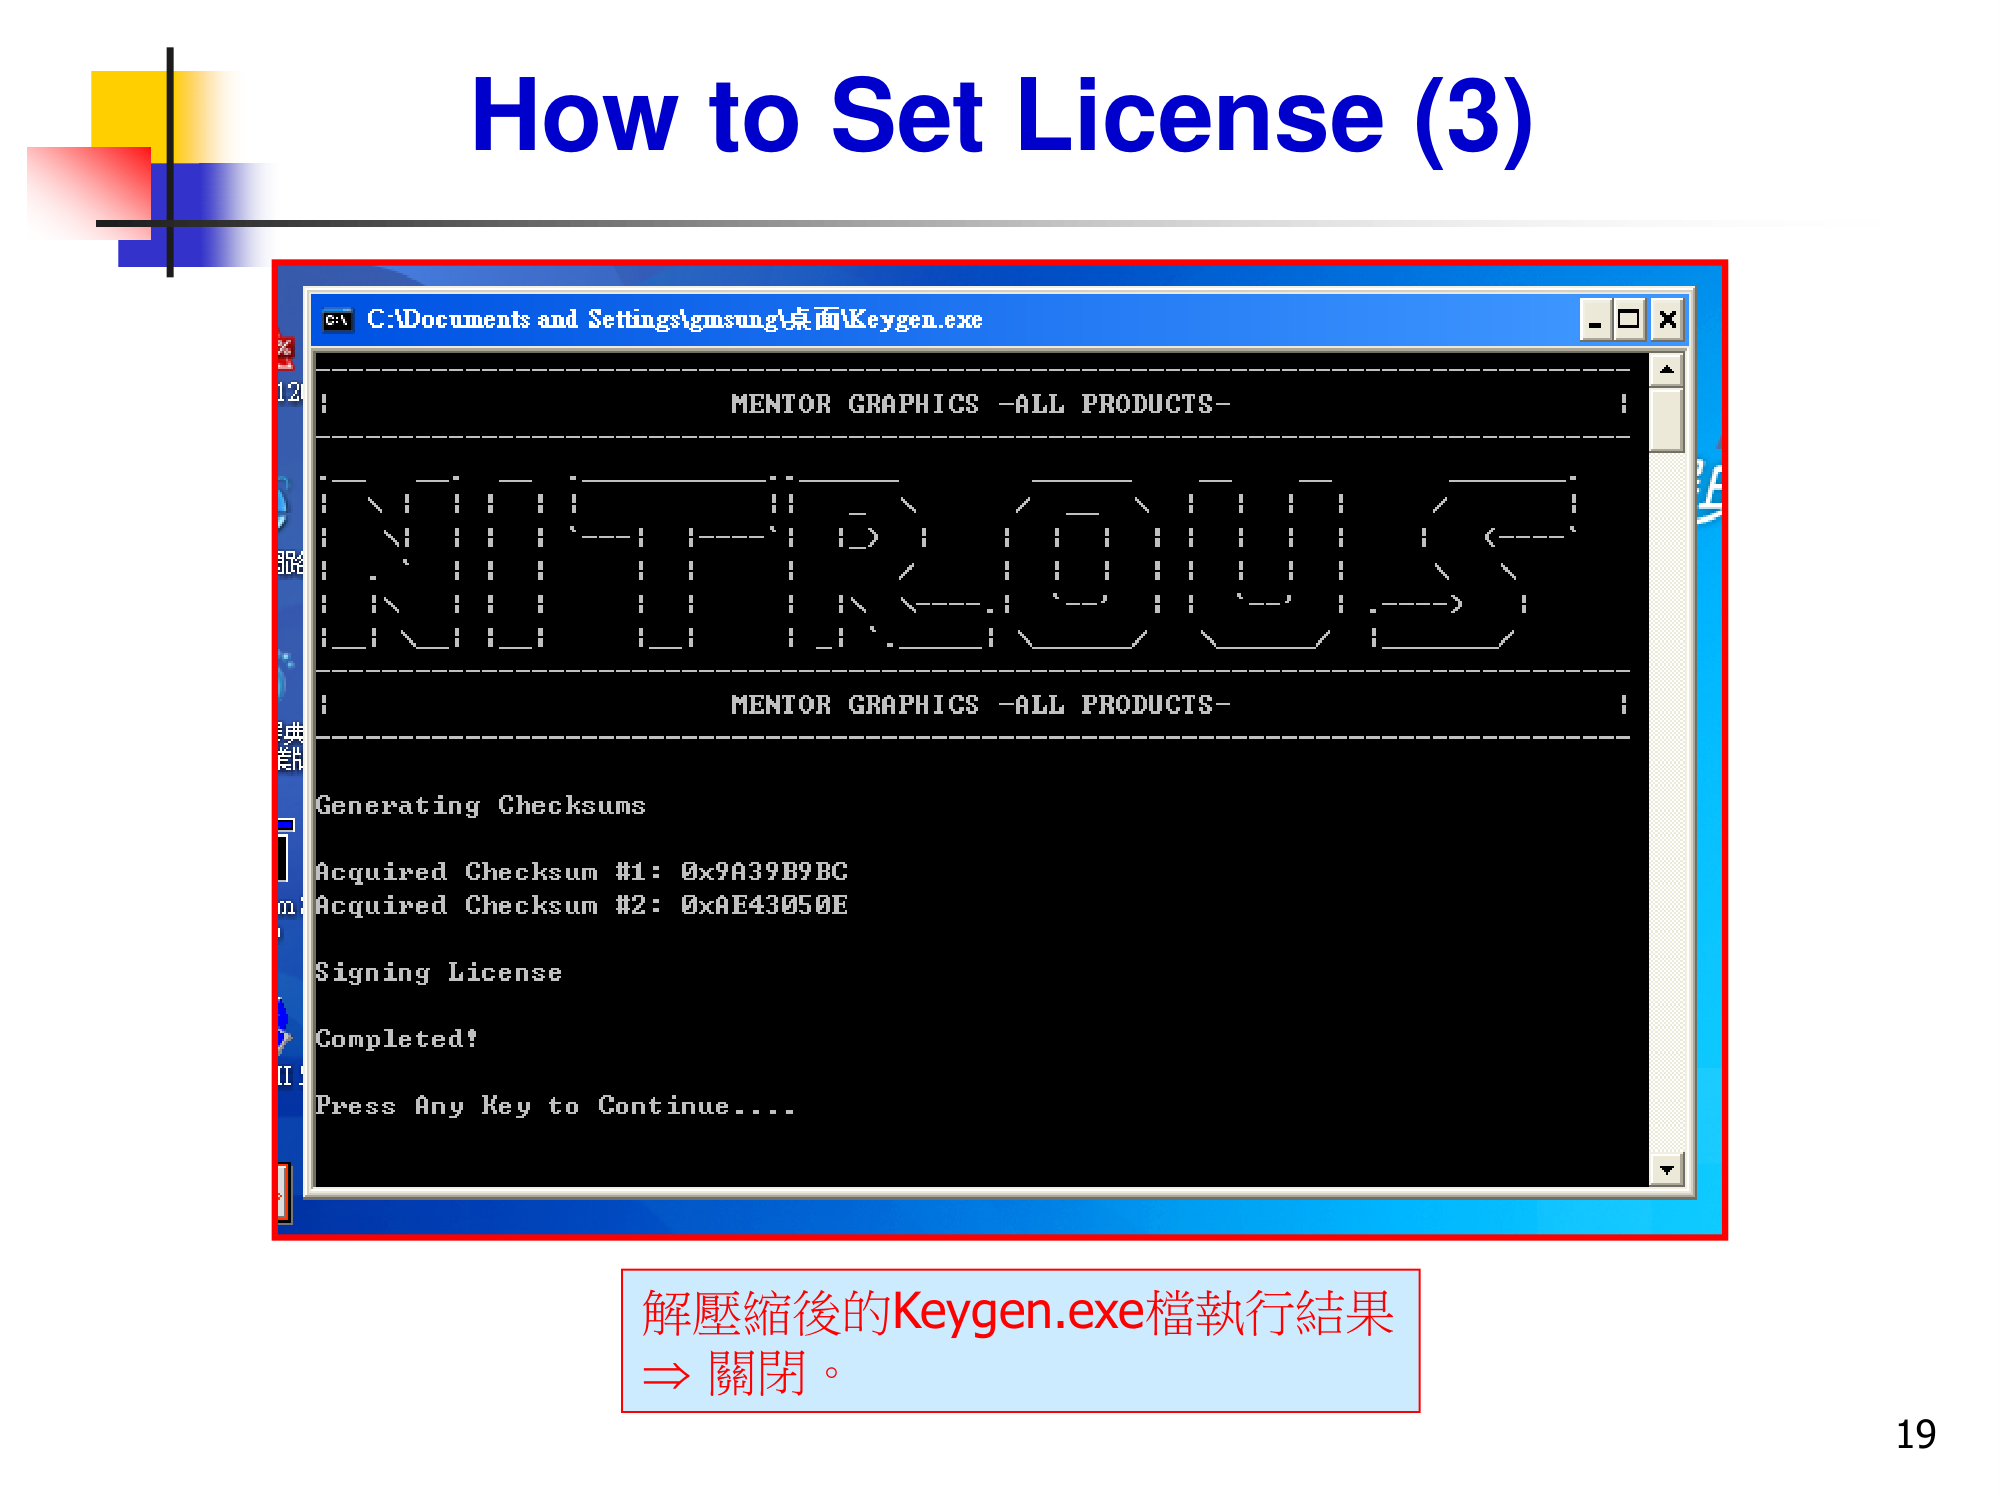 How to Set License (3)
C:\Documents and Settings\gmsung\桌面\Keygen.exe
MENTOR GRAPHICS -ALL PRODUCTS-
NITROUS
MENTOR GRAPHICS -ALL PRODUCTS-
Generating Checksums
Acquired Checksum #1: 0x9A39B9BC
Acquired Checksum #2: 0xAE43050E
Signing License
Completed!
Press Any Key to Continue....
解壓縮後的Keygen.exe檔執行結果
⇒ 關閉。
19